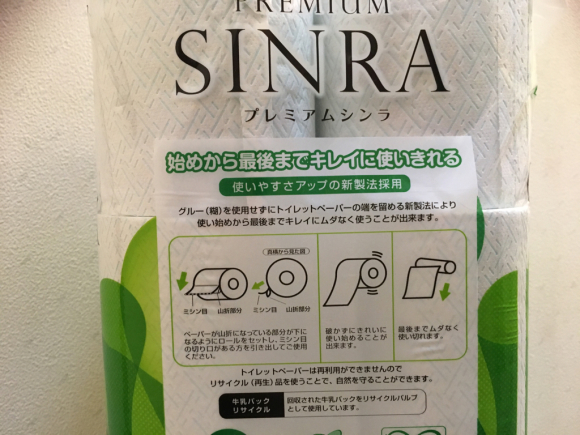 PREMIUM
SINRA
プレミアムシンラ
始めから最後までキレイに使いきれる
使いやすさアップの新製法採用
グルー(糊)を使用せずにトイレットペーパーの端を留める新製法により
使い始めから最後までキレイにムダなく使うことが出来ます。
真横から見た図
ミシン目 山折部分 ミシン目 山折部分
ペーパーが山折になっている部分が下に
なるようにロールをセットし、ミシン目
の切り口がある方を引き出してご使用
ください。
破かずにきれいに
使い始めることが
出来ます。
最後までムダなく
使い切れます。
トイレットペーパーは再利用ができませんので
リサイクル(再生)品を使うことで、自然を守ることができます。
牛乳パック
リサイクル
回収された牛乳パックをリサイクルパルプ
として使用しています。